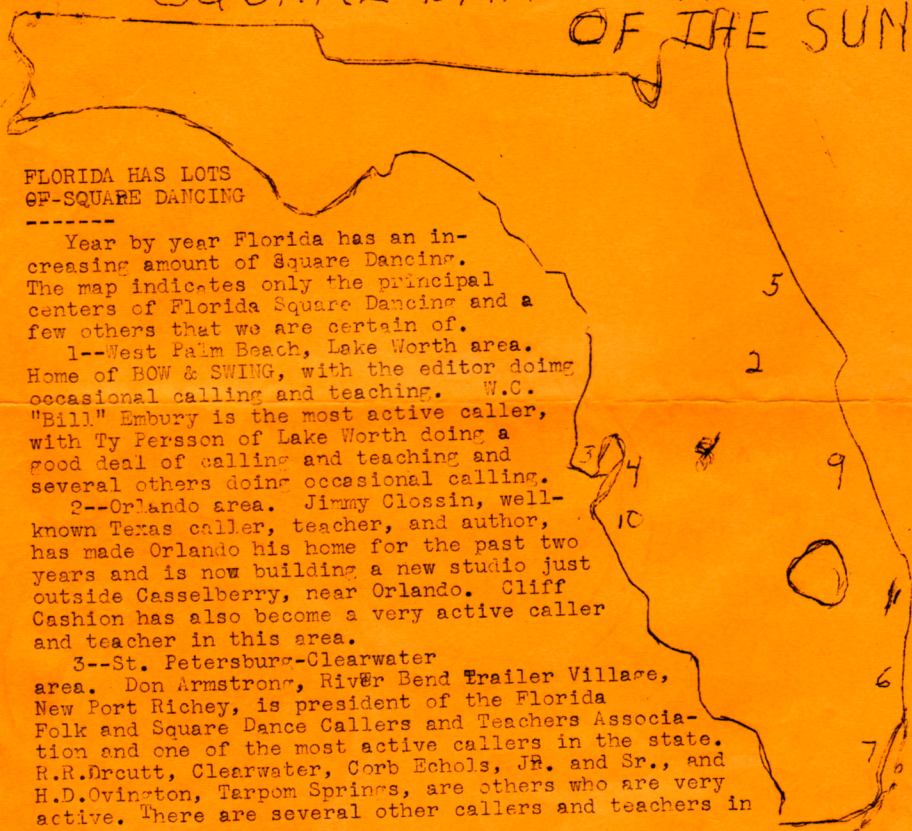 OF THE SUN
FLORIDA HAS LOTS
OF-SQUARE DANCING
-------
Year by year Florida has an in-
creasing amount of Square Dancing.
The map indicates only the principal
centers of Florida Square Dancing and a
few others that we are certain of.
1--West Palm Beach, Lake Worth area.
Home of BOW & SWING, with the editor doimg
occasional calling and teaching. W.C.
"Bill" Embury is the most active caller,
with Ty Persson of Lake Worth doing a
good deal of calling and teaching and
several others doing occasional calling.
2--Orlando area. Jimmy Clossin, well-
known Texas caller, teacher, and author,
has made Orlando his home for the past two
years and is now building a new studio just
outside Casselberry, near Orlando. Cliff
Cashion has also become a very active caller
and teacher in this area.
3--St. Petersburg-Clearwater
area. Don Armstrong, River Bend Trailer Village,
New Port Richey, is president of the Florida
Folk and Square Dance Callers and Teachers Associa-
tion and one of the most active callers in the state.
R.R.Drcutt, Clearwater, Corb Echols, JR. and Sr., and
H.D.Ovington, Tarpom Springs, are others who are very
active. There are several other callers and teachers in
5
2
3
4
9
10
6
7